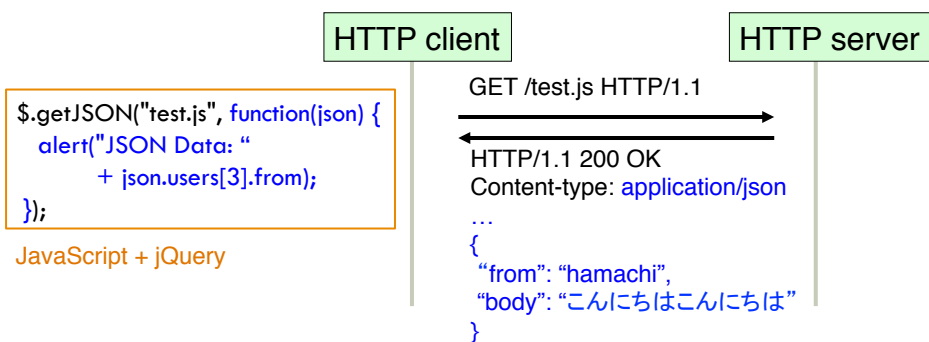 HTTP client
HTTP server
$.getJSON("test.js", function(json) {
alert("JSON Data: “
+ json.users[3].from);
});
JavaScript + jQuery
GET /test.js HTTP/1.1
HTTP/1.1 200 OK
Content-type: application/json
…
{
“from”: “hamachi”,
“body”: “こんにちはこんにちは”
}